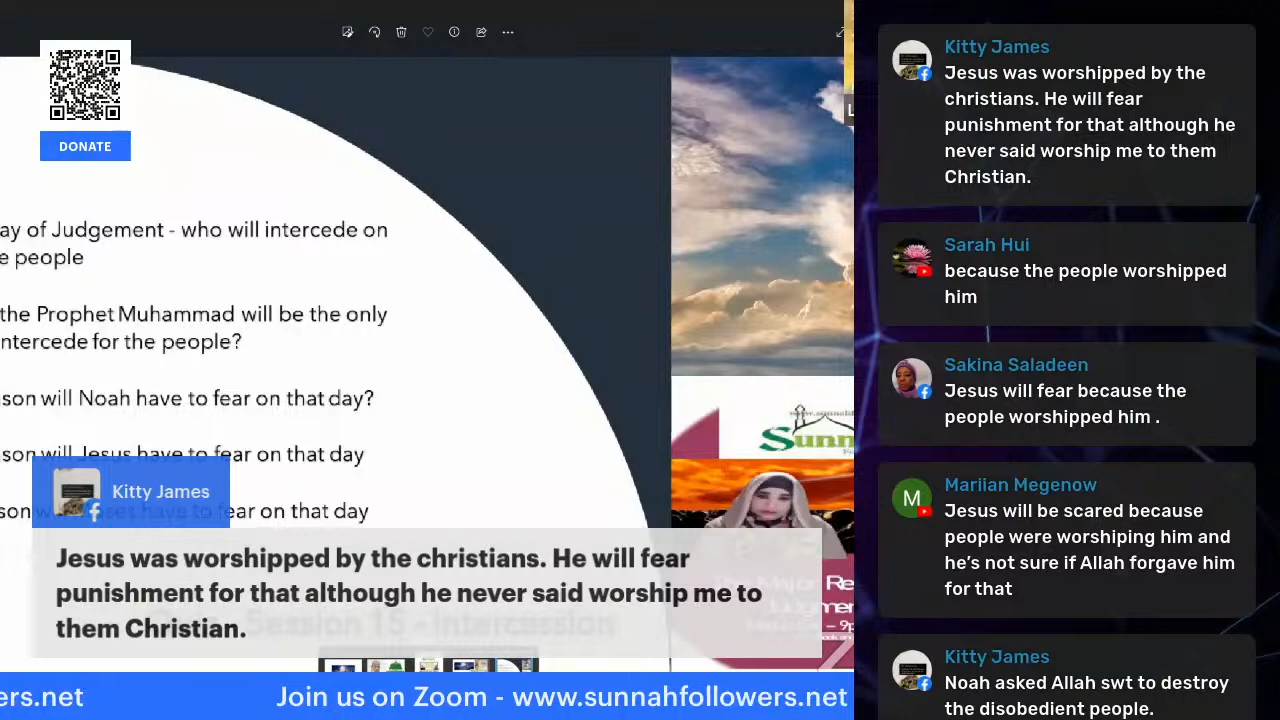 DONATE
ay of Judgement - who will intercede on
e people
the Prophet Muhammad will be the only
ntercede for the people?
son will Noah have to fear on that day?
son will Jesus have to fear on that day
fear on that day
Kitty James
Jesus was worshipped by the christians. He will fear
punishment for that although he never said worship me to
them Christian.
Session 15 - Intercession
Sunn
ers.net
Join us on Zoom - www.sunnahfollowers.net
Kitty James
Jesus was worshipped by the
christians. He will fear
punishment for that although he
never said worship me to them
Christian.
Sarah Hui
because the people worshipped
him
Sakina Saladeen
Jesus will fear because the
people worshipped him .
M
Mariian Megenow
Jesus will be scared because
people were worshiping him and
he’s not sure if Allah forgave him
for that
Kitty James
Noah asked Allah swt to destroy
the disobedient people.